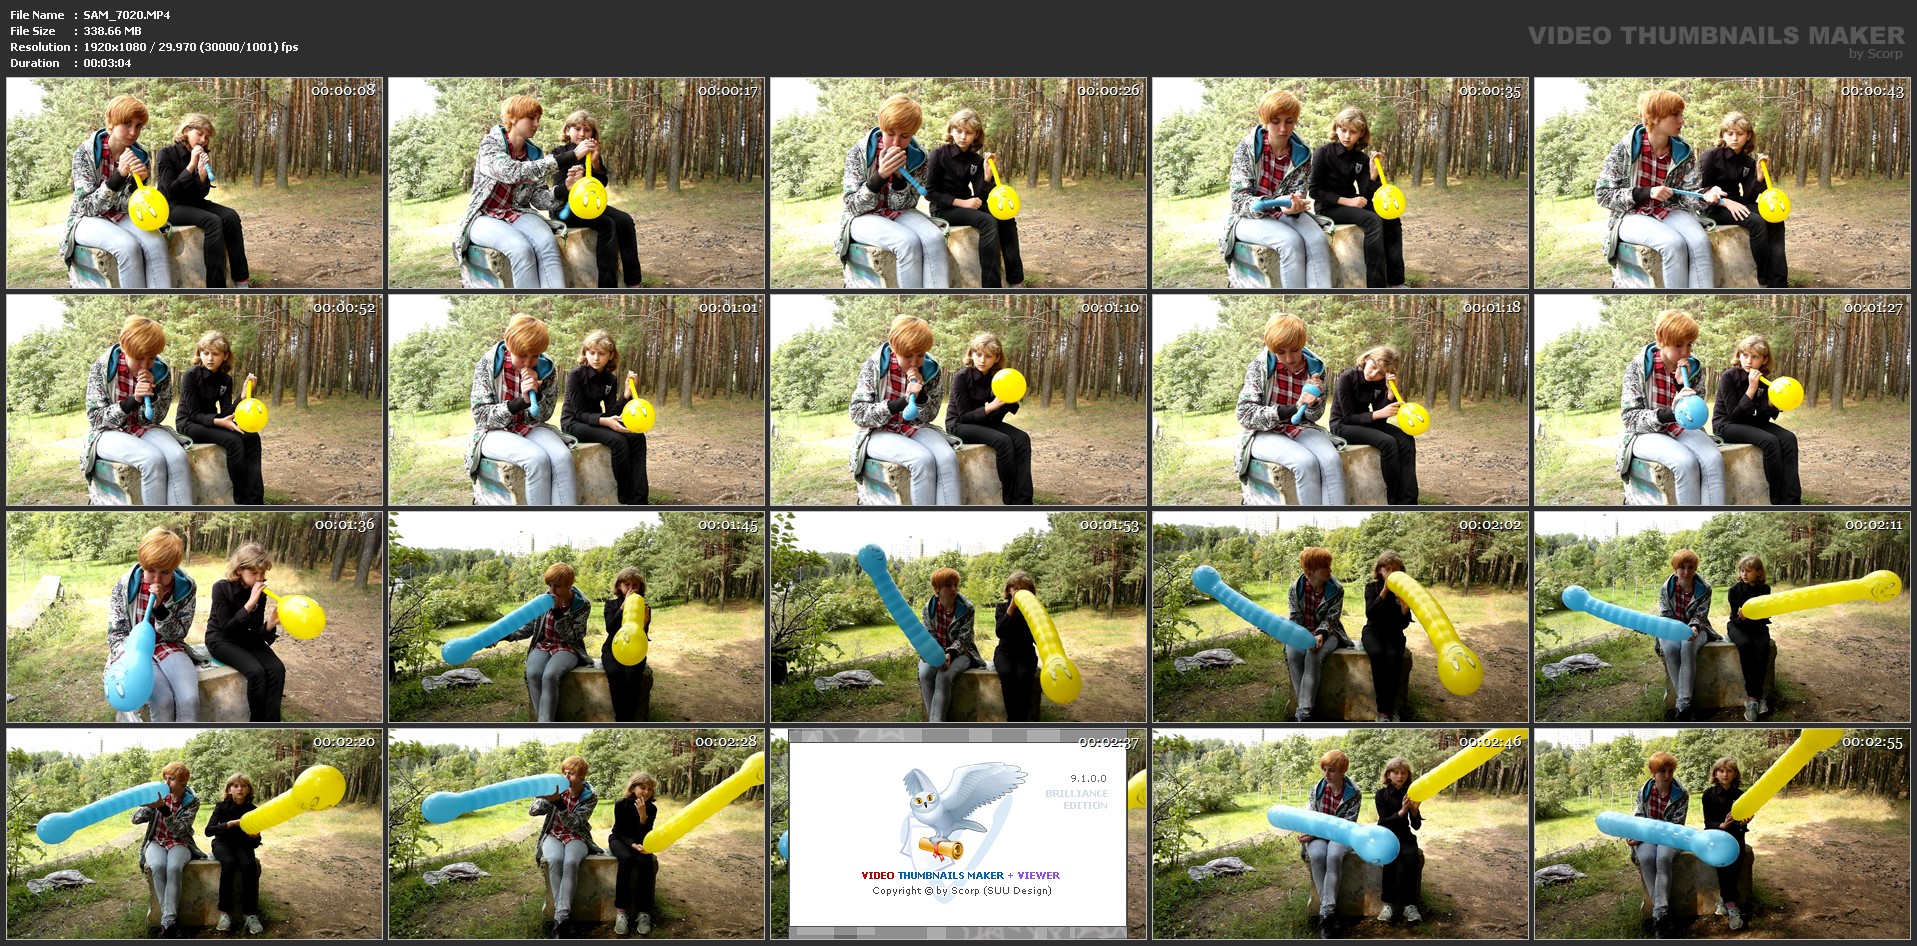 File Name : SAM_7020.MP4
File Size : 338.66 MB
Resolution : 1920x1080 / 29.970 (30000/1001) fps
Duration : 00:03:04
VIDEO THUMBNAILS MAKER
by Scorp
00:00:08
00:00:17
00:00:26
00:00:35
00:00:43
00:00:52
00:01:01
00:01:10
00:01:18
00:01:27
00:01:36
00:01:45
00:01:53
00:02:02
00:02:11
00:02:20
00:02:28
00:02:37
9.1.0.0
BRILLIANCE
EDITION
VIDEO THUMBNAILS MAKER + VIEWER
Copyright © by Scorp (SUU Design)
00:02:46
00:02:55